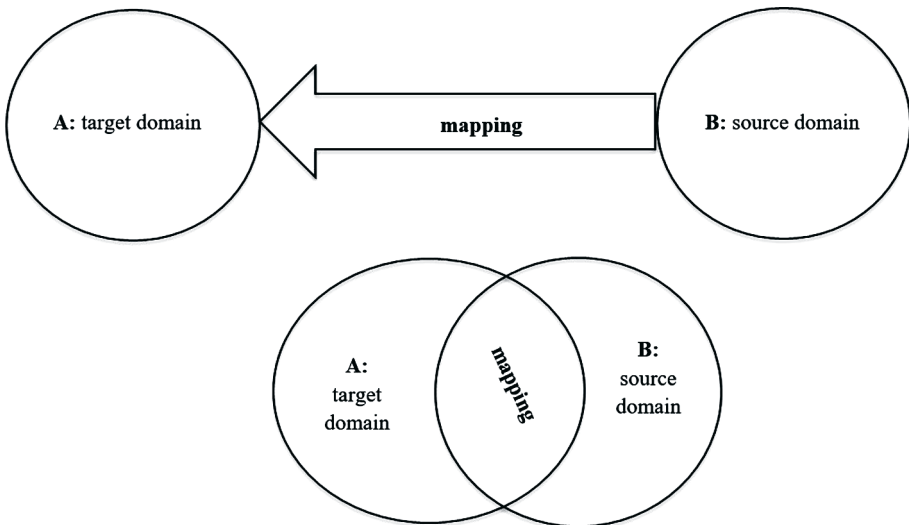 A: target domain
mapping
B: source domain
A:
target
domain
mapping
B:
source
domain